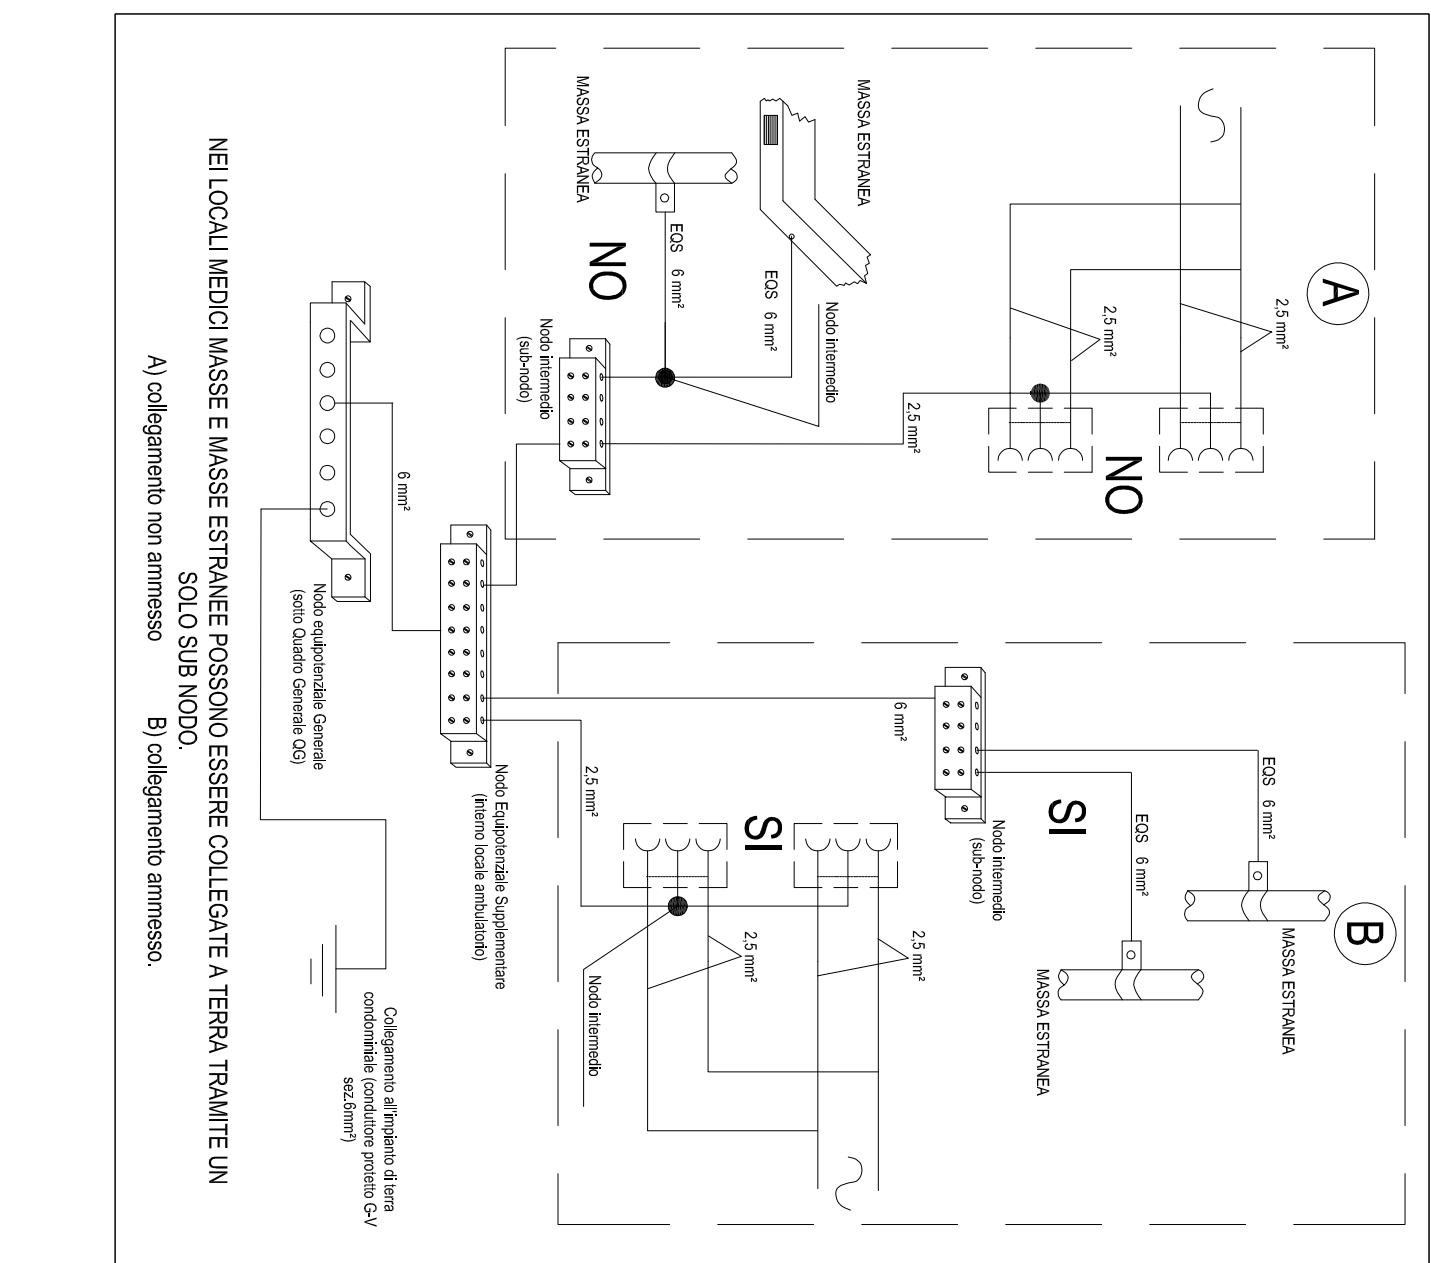 A
2,5 mm²
2,5 mm²
MASSA ESTRANEA
MASSA ESTRANEA
NO
EQS 6 mm²
EQS 6 mm²
Nodo intermedio
NO
2,5 mm²
Nodo intermedio
(sub-nodo)
B
MASSA ESTRANEA
EQS 6 mm²
MASSA ESTRANEA
EQS 6 mm²
SI
Nodo intermedio
(sub-nodo)
6 mm²
2,5 mm²
SI
2,5 mm²
2,5 mm²
Nodo intermedio
Nodo Equipotenziale Supplementare
(interno locale ambulatorio)
6 mm²
Nodo equipotenziale Generale
(sotto Quadro Generale QG)
Collegamento all'impianto di terra
condominiale (conduttore protetto G-V
sez.6mm²)
NEI LOCALI MEDICI MASSE E MASSE ESTRANEE POSSONO ESSERE COLLEGATE A TERRA TRAMITE UN
SOLO SUB NODO.
A) collegamento non ammesso B) collegamento ammesso.